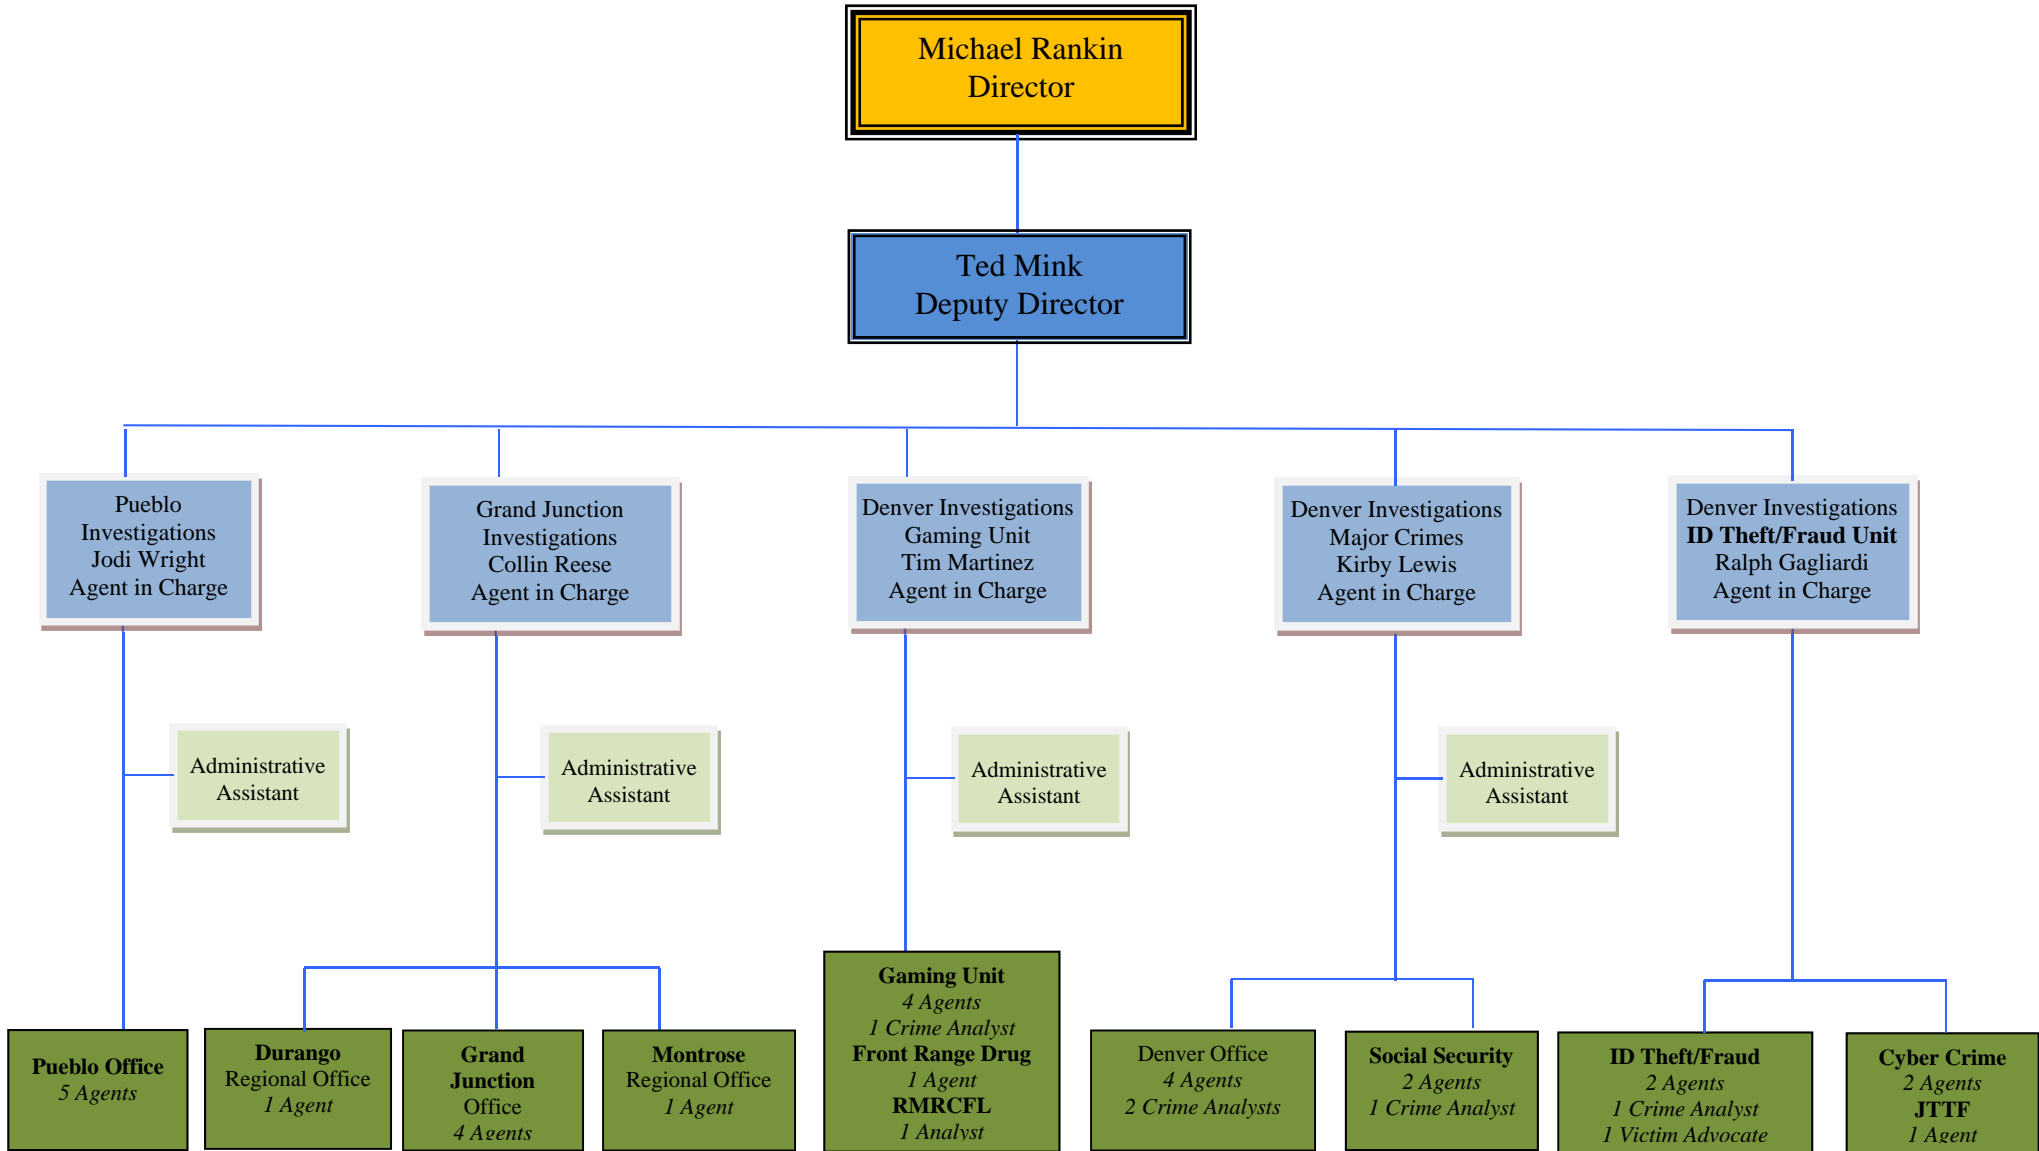 Michael Rankin
Director
Ted Mink
Deputy Director
Pueblo
Investigations
Jodi Wright
Agent in Charge
Grand Junction
Investigations
Collin Reese
Agent in Charge
Denver Investigations
Gaming Unit
Tim Martinez
Agent in Charge
Denver Investigations
Major Crimes
Kirby Lewis
Agent in Charge
Denver Investigations
ID Theft/Fraud Unit
Ralph Gagliardi
Agent in Charge
Administrative
Assistant
Administrative
Assistant
Administrative
Assistant
Administrative
Assistant
Pueblo Office
5 Agents
Durango
Regional Office
1 Agent
Grand
Junction
Office
4 Agents
Montrose
Regional Office
1 Agent
Gaming Unit
4 Agents
1 Crime Analyst
Front Range Drug
1 Agent
RMRCFL
1 Analyst
Denver Office
4 Agents
2 Crime Analysts
Social Security
2 Agents
1 Crime Analyst
ID Theft/Fraud
2 Agents
1 Crime Analyst
1 Victim Advocate
Cyber Crime
2 Agents
JTTF
1 Agent